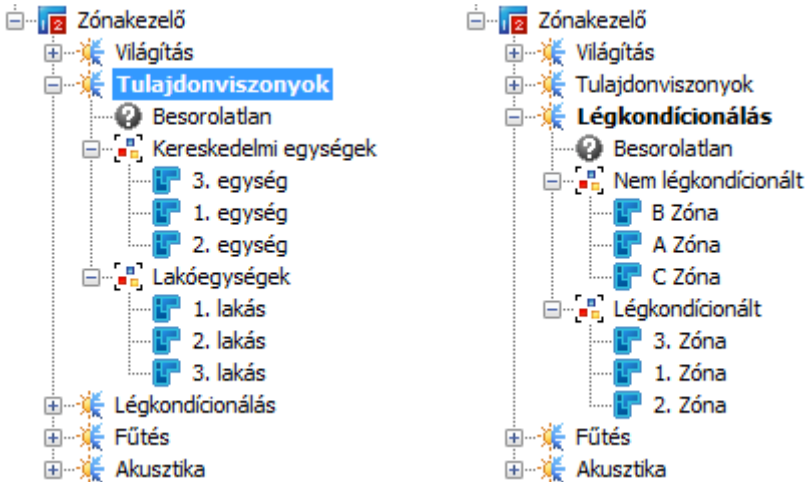 Zónakezelő
Világítás
Tulajdonviszonyok
Besorolatlan
Kereskedelmi egységek
3. egység
1. egység
2. egység
Lakóegységek
1. lakás
2. lakás
3. lakás
Légkondícionálás
Fűtés
Akusztika
Zónakezelő
Világítás
Tulajdonviszonyok
Légkondícionálás
Besorolatlan
Nem légkondícionált
B Zóna
A Zóna
C Zóna
Légkondícionált
3. Zóna
1. Zóna
2. Zóna
Fűtés
Akusztika